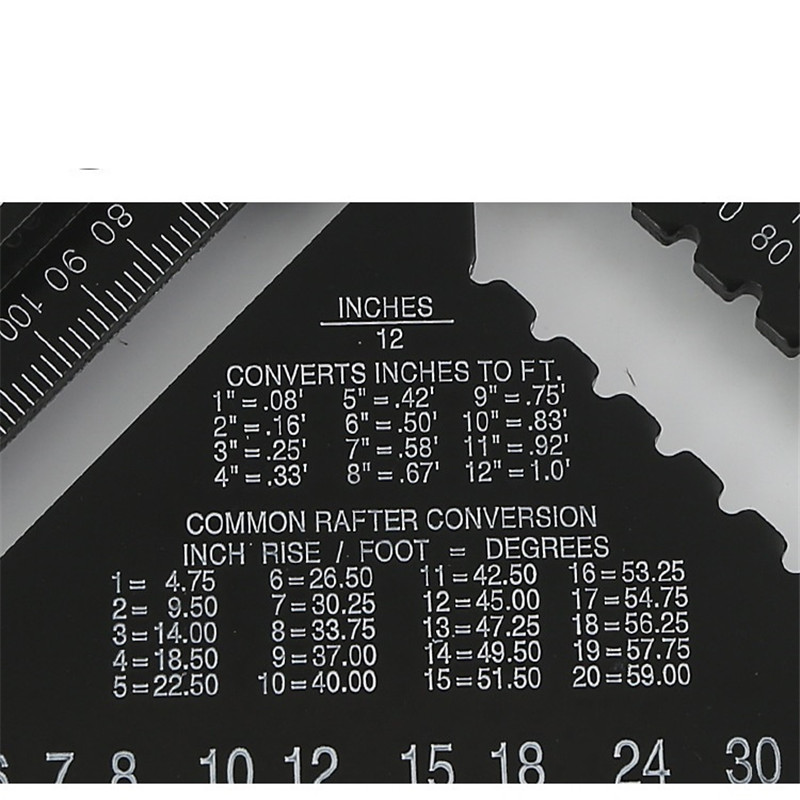 80 90 100
0 80
INCHES
12
CONVERTS INCHES TO FT.
1" = .08' 5" = .42' 9" = .75'
2" = .16' 6" = .50' 10" = .83'
3" = .25' 7" = .58' 11" = .92'
4" = .33' 8" = .67' 12" = 1.0'
COMMON RAFTER CONVERSION
INCH RISE / FOOT = DEGREES
1= 4.75 6=26.50 11=42.50 16=53.25
2= 9.50 7=30.25 12=45.00 17=54.75
3=14.00 8=33.75 13=47.25 18=56.25
4=18.50 9=37.00 14=49.50 19=57.75
5=22.50 10=40.00 15=51.50 20=59.00
7 8 10 12 15 18 24 30